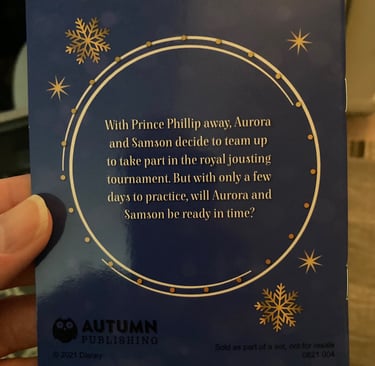 With Prince Phillip away, Aurora
and Samson decide to team up
to take part in the royal jousting
tournament. But with only a few
days to practice, will Aurora and
Samson be ready in time?
AUTUMN
PUBLISHING
© 2021 Disney
Sold as part of a set, not for resale
0821 004